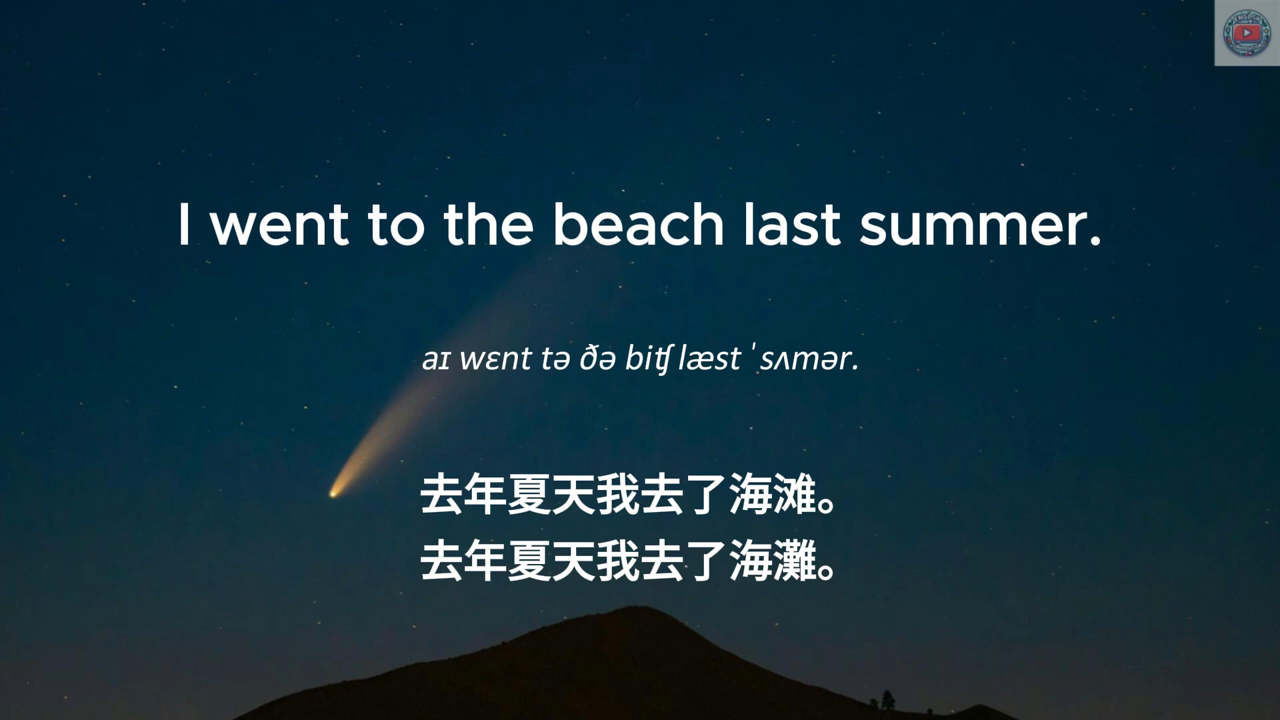 I went to the beach last summer.
aɪ wɛnt tə ðə biʧ læst ˈsʌmər.
去年夏天我去了海滩。
去年夏天我去了海灘。